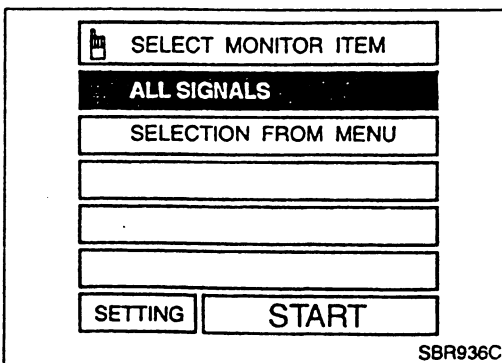 SELECT MONITOR ITEM
ALL SIGNALS
SELECTION FROM MENU
SETTING START
SBR936C